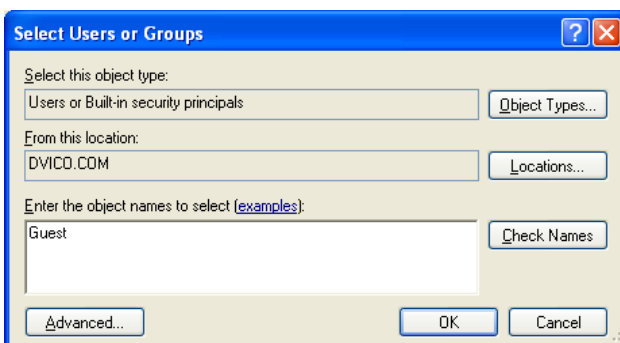 Select Users or Groups
Select this object type:
Users or Built-in security principals
Object Types...
From this location:
DVICO.COM
Locations...
Enter the object names to select (examples):
Guest
Check Names
Advanced...
OK
Cancel